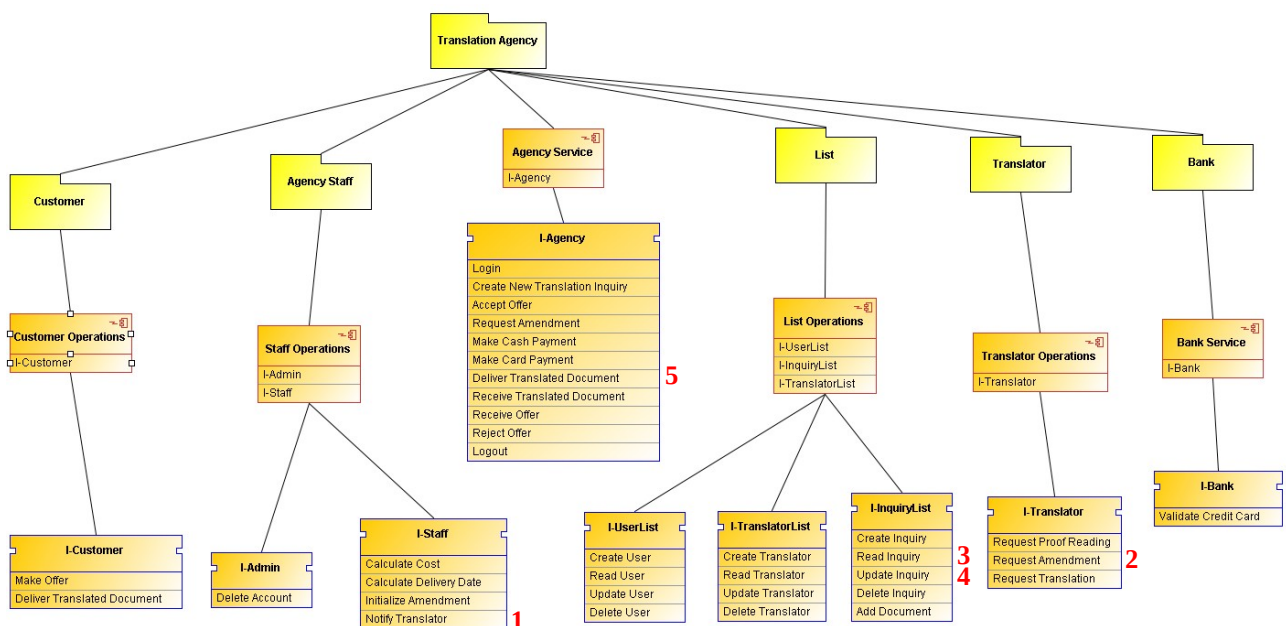 Translation Agency
Customer
Agency Staff
Agency Service
I-Agency
List
Translator
Bank
I-Agency
Login
Create New Translation Inquiry
Accept Offer
Request Amendment
Make Cash Payment
Make Card Payment
Deliver Translated Document
5
Receive Translated Document
Receive Offer
Reject Offer
Logout
Customer Operations
I-Customer
Staff Operations
I-Admin
I-Staff
List Operations
I-UserList
I-InquiryList
I-TranslatorList
Translator Operations
I-Translator
Bank Service
I-Bank
I-Customer
Make Offer
Deliver Translated Document
I-Admin
Delete Account
I-Staff
Calculate Cost
Calculate Delivery Date
Initialize Amendment
Notify Translator
1
I-UserList
Create User
Read User
Update User
Delete User
I-TranslatorList
Create Translator
Read Translator
Update Translator
Delete Translator
I-InquiryList
Create Inquiry
Read Inquiry
3
Update Inquiry
4
Delete Inquiry
Add Document
I-Translator
Request Proof Reading
Request Amendment
2
Request Translation
I-Bank
Validate Credit Card